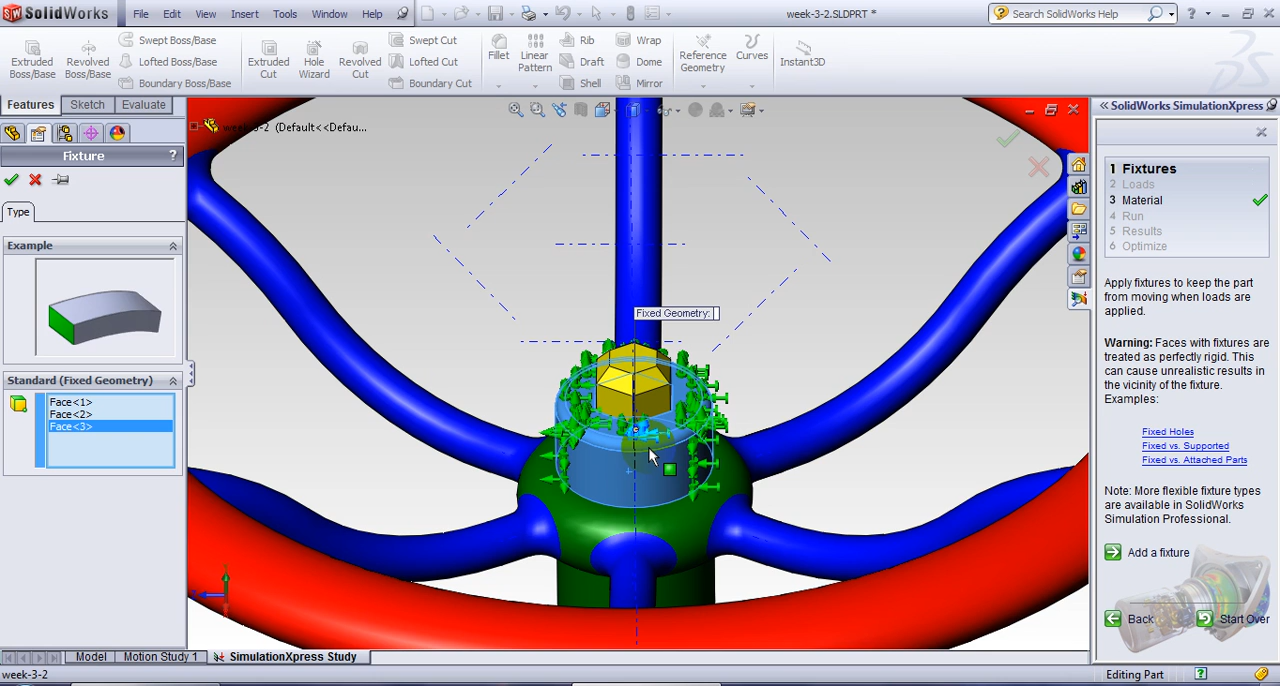 SolidWorks File Edit View Insert Tools Window Help week-3-2.SLDPRT * Search SolidWorks Help
Extruded Boss/Base
Revolved Boss/Base
Swept Boss/Base
Lofted Boss/Base
Boundary Boss/Base
Extruded Cut
Hole Wizard
Revolved Cut
Swept Cut
Lofted Cut
Boundary Cut
Fillet
Linear Pattern
Rib
Draft
Shell
Wrap
Dome
Mirror
Reference Geometry
Curves
Instant3D
Features Sketch Evaluate
Fixture ?
Type
Example
Standard (Fixed Geometry)
Face<1>
Face<2>
Face<3>
week-3-2 (Default<<Defau...
Fixed Geometry:
SolidWorks SimulationXpress
1 Fixtures
2 Loads
3 Material
4 Run
5 Results
6 Optimize
Apply fixtures to keep the part
from moving when loads are
applied.
Warning: Faces with fixtures are
treated as perfectly rigid. This
can cause unrealistic results in
the vicinity of the fixture.
Examples:
Fixed Holes
Fixed vs. Supported
Fixed vs. Attached Parts
Note: More flexible fixture types
are available in SolidWorks
Simulation Professional.
Add a fixture
Back Start Over
Model Motion Study 1 SimulationXpress Study
week-3-2 Editing Part